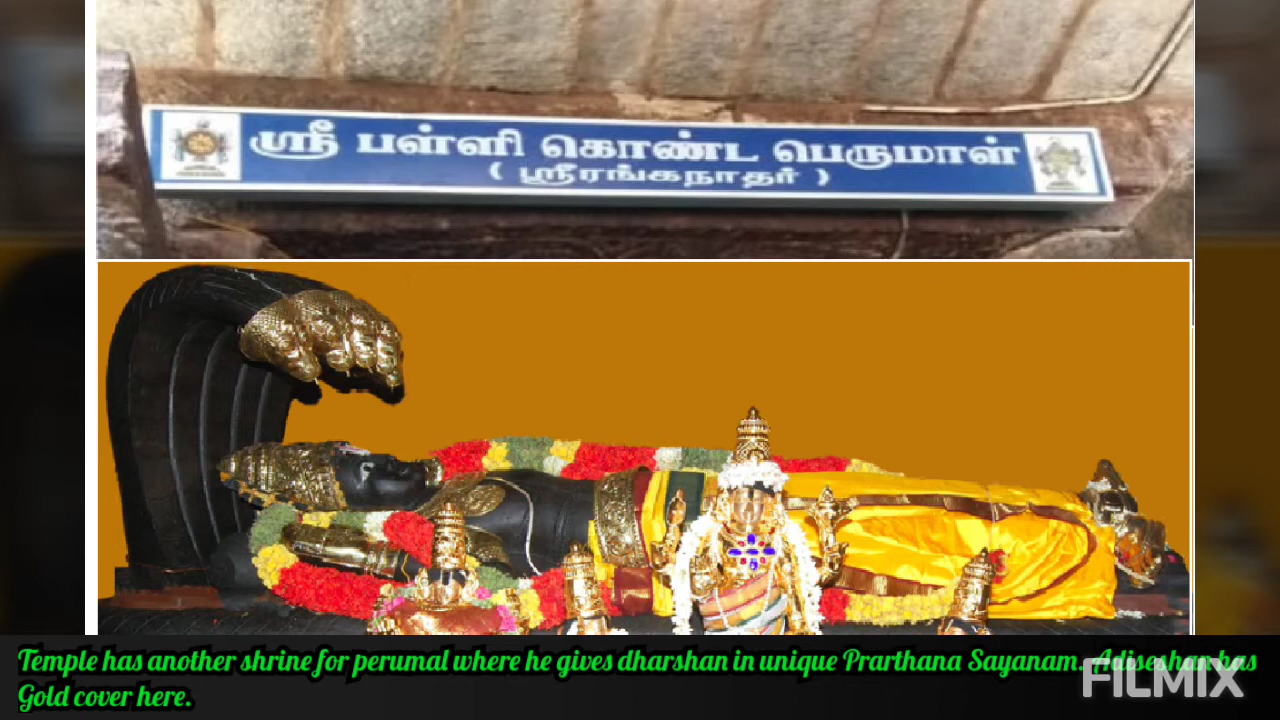 ஸ்ரீ பள்ளி கொண்ட பெருமாள்
( ஸ்ரீரங்கநாதர் )
Temple has another shrine for perumal where he gives dharshan in unique Prarthana Sayanam. Adiseshan has
Gold cover here.
FILMIX